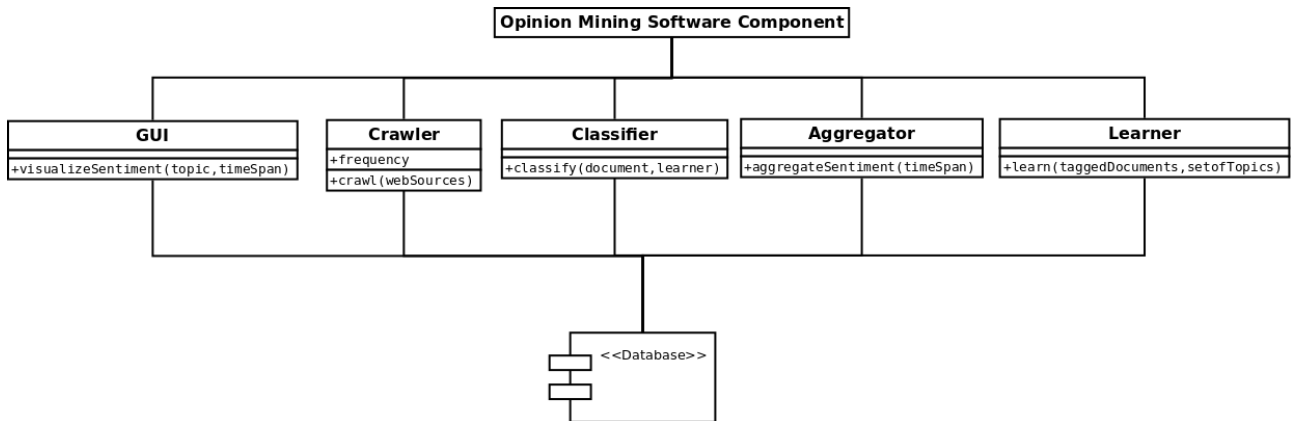 Opinion Mining Software Component
GUI
+visualizeSentiment(topic,timeSpan)
Crawler
+frequency
+crawl(webSources)
Classifier
+classify(document,learner)
Aggregator
+aggregateSentiment(timeSpan)
Learner
+learn(taggedDocuments,setofTopics)
<<Database>>